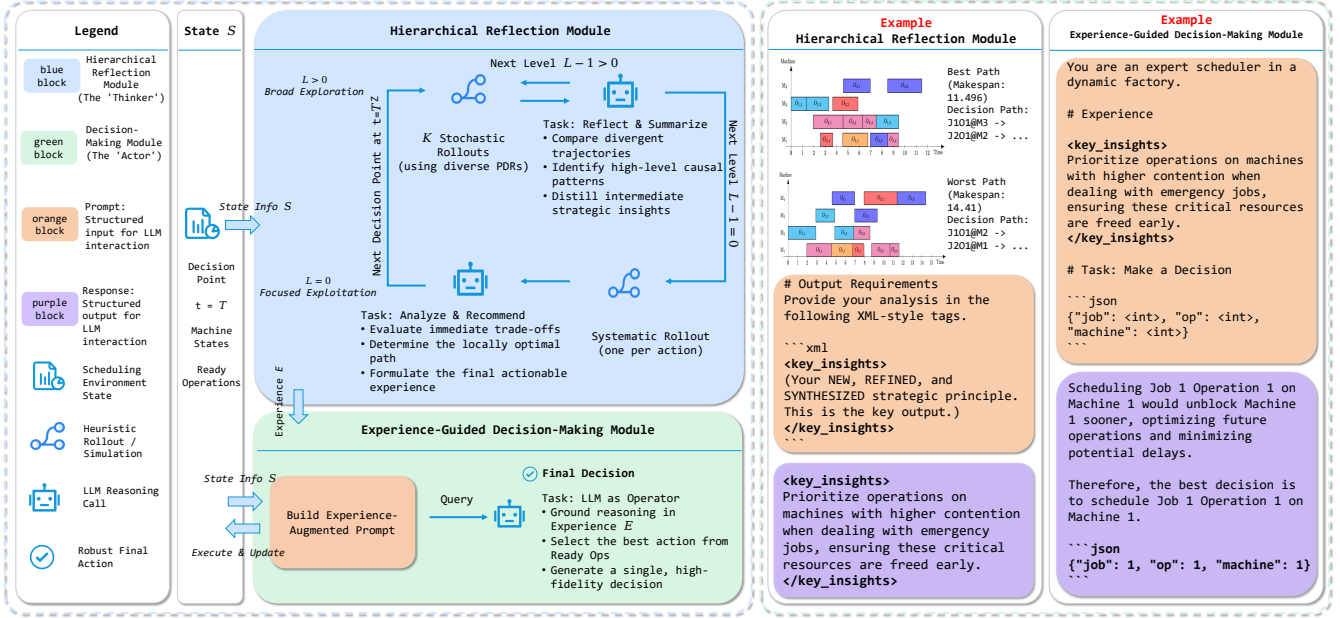 Legend
blue
block
Hierarchical
Reflection
Module
(The 'Thinker')
green
block
Decision-
Making Module
(The 'Actor')
orange
block
Prompt:
Structured
input for LLM
interaction
purple
block
Response:
Structured
output for
LLM
interaction
Scheduling
Environment
State
Heuristic
Rollout /
Simulation
LLM Reasoning
Call
Robust Final
Action
State S
State Info S
Decision
Point
t = T
Machine
States
Ready
Operations
Hierarchical Reflection Module
Next Level L − 1 > 0
L > 0
Broad Exploration
Next Decision Point at t=T2
K Stochastic
Rollouts
(using diverse PDRs)
Task: Reflect & Summarize
• Compare divergent
trajectories
• Identify high-level causal
patterns
• Distill intermediate
strategic insights
Next Level L − 1 = 0
L = 0
Focused Exploitation
Task: Analyze & Recommend
• Evaluate immediate trade-offs
• Determine the locally optimal
path
• Formulate the final actionable
experience
Systematic Rollout
(one per action)
Experience E
Experience-Guided Decision-Making Module
State Info S
Execute & Update
Build Experience-
Augmented Prompt
Query
Final Decision
Task: LLM as Operator
• Ground reasoning in
Experience E
• Select the best action from
Ready Ops
• Generate a single, high-
fidelity decision
Example
Hierarchical Reflection Module
Machine
Time
Best Path
(Makespan:
11.496)
Decision Path:
J1O1@M3 ->
J2O1@M2 -> ...
Machine
Time
Worst Path
(Makespan:
14.41)
Decision Path:
J1O1@M2 ->
J2O1@M1 -> ...
# Output Requirements
Provide your analysis in the
following XML-style tags.
```xml
<key_insights>
(Your NEW, REFINED, and
SYNTHESIZED strategic principle.
This is the key output.)
</key_insights>
```
<key_insights>
Prioritize operations on
machines with higher contention
when dealing with emergency
jobs, ensuring these critical
resources are freed early.
</key_insights>
Example
Experience-Guided Decision-Making Module
You are an expert scheduler in a
dynamic factory.
# Experience
<key_insights>
Prioritize operations on machines
with higher contention when
dealing with emergency jobs,
ensuring these critical resources
are freed early.
</key_insights>
# Task: Make a Decision
```json
{"job": <int>, "op": <int>,
"machine": <int>}
```
Scheduling Job 1 Operation 1 on
Machine 1 would unblock Machine
1 sooner, optimizing future
operations and minimizing
potential delays.
Therefore, the best decision is
to schedule Job 1 Operation 1 on
Machine 1.
```json
{"job": 1, "op": 1, "machine": 1}
```